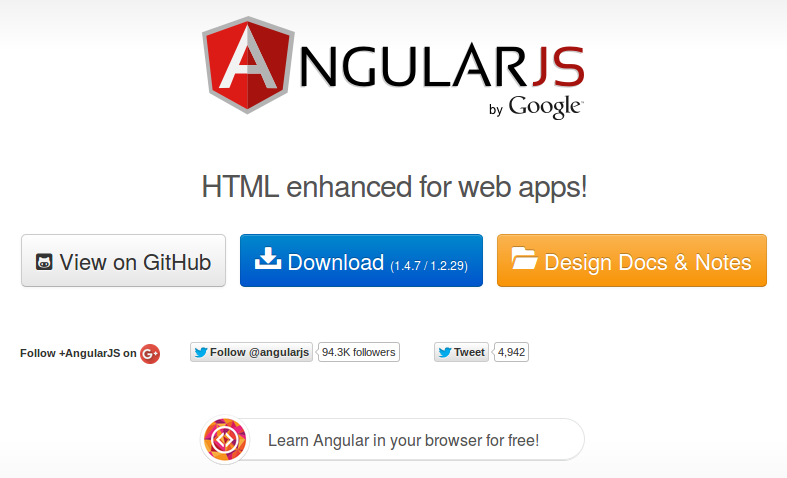 ANGULARJS
by Google
HTML enhanced for web apps!
View on GitHub
Download (1.4.7 / 1.2.29)
Design Docs & Notes
Follow +AngularJS on G+
Follow @angularjs 94.3K followers
Tweet 4,942
Learn Angular in your browser for free!